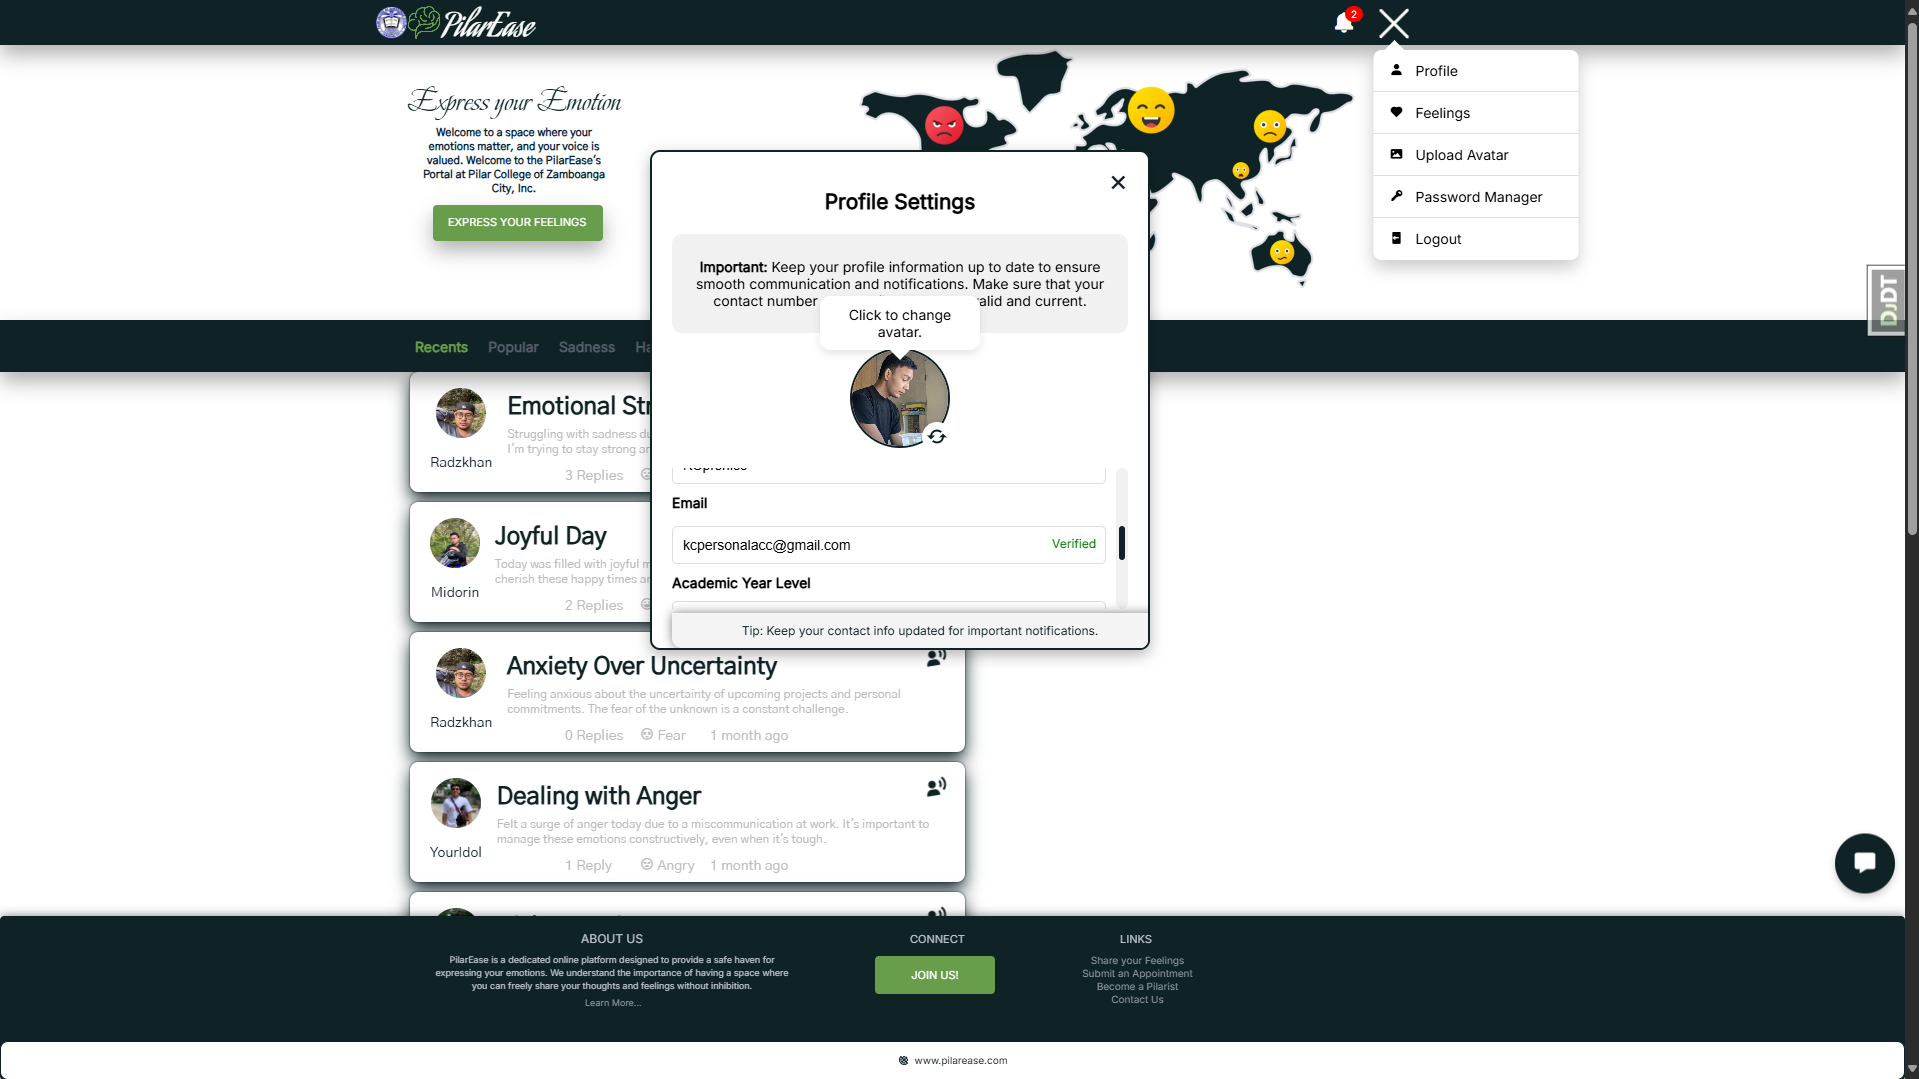 PilarEase
2
Profile
Feelings
Upload Avatar
Password Manager
Logout
Express your Emotion
Welcome to a space where your
emotions matter, and your voice is
valued. Welcome to the PilarEase's
Portal at Pilar College of Zamboanga
City, Inc.
EXPRESS YOUR FEELINGS
DjDT
Profile Settings
Important: Keep your profile information up to date to ensure
smooth communication and notifications. Make sure that your
contact number alid and current.
Click to change
avatar.
Email
kcpersonalacc@gmail.com
Verified
Academic Year Level
Tip: Keep your contact info updated for important notifications.
Recents
Popular
Sadness
Ha
Emotional Str
Struggling with sadness du
I'm trying to stay strong an
Radzkhan
3 Replies
Joyful Day
Today was filled with joyful m
cherish these happy times an
Midorin
2 Replies
Anxiety Over Uncertainty
Feeling anxious about the uncertainty of upcoming projects and personal
commitments. The fear of the unknown is a constant challenge.
Radzkhan
0 Replies Fear 1 month ago
Dealing with Anger
Felt a surge of anger today due to a miscommunication at work. It's important to
manage these emotions constructively, even when it's tough.
YourIdol
1 Reply Angry 1 month ago
ABOUT US
PilarEase is a dedicated online platform designed to provide a safe haven for
expressing your emotions. We understand the importance of having a space where
you can freely share your thoughts and feelings without inhibition.
Learn More...
CONNECT
JOIN US!
LINKS
Share your Feelings
Submit an Appointment
Become a Pilarist
Contact Us
www.pilarease.com